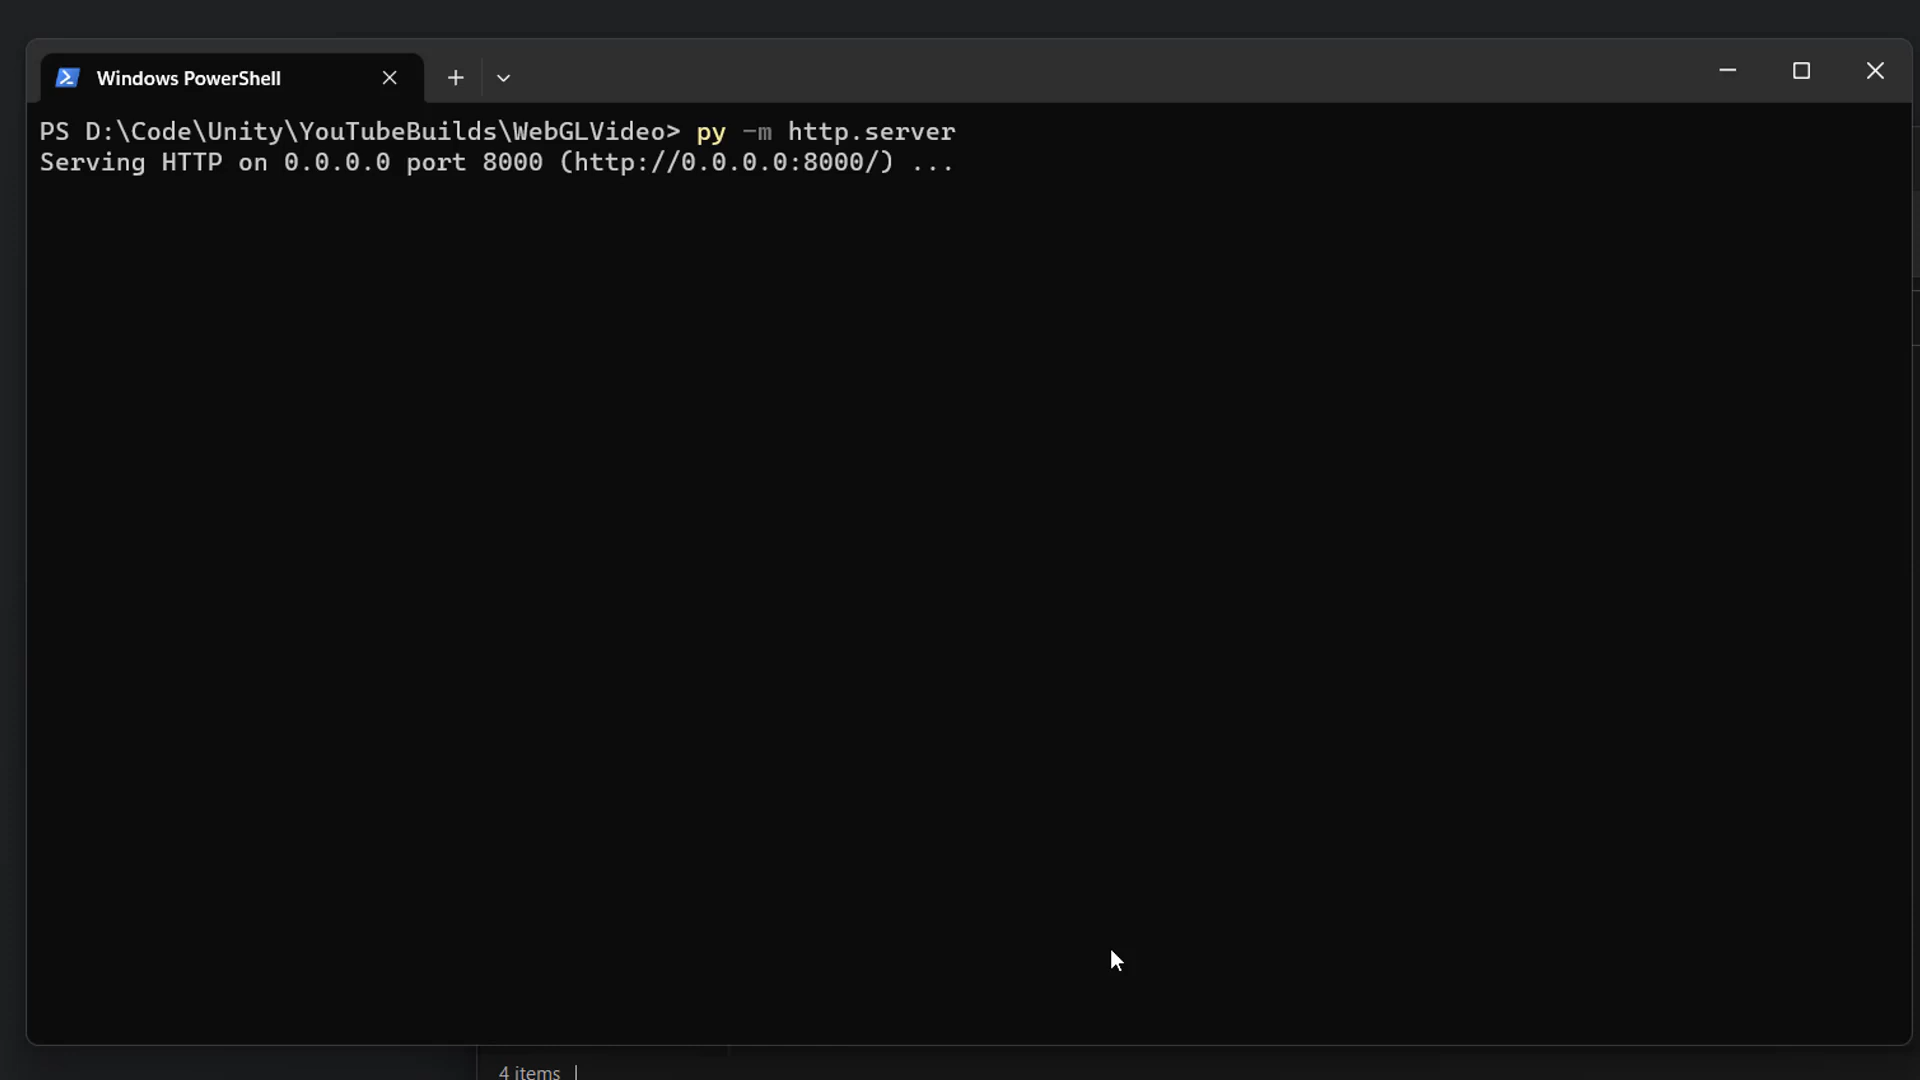 Windows PowerShell
PS D:\Code\Unity\YouTubeBuilds\WebGLVideo> py -m http.server
Serving HTTP on 0.0.0.0 port 8000 (http://0.0.0.0:8000/) ...
4 items